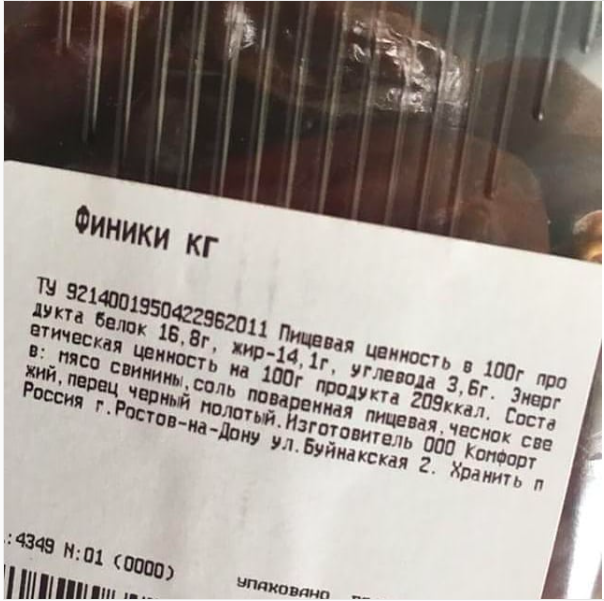 Финики кг
ТУ 9214001950422962011 Пищевая ценность в 100г про
дукта белок 16,8г, жир-14,1г, углевода 3,6г. Энерг
етическая ценность на 100г продукта 209ккал. Соста
в: мясо свинины,соль поваренная пищевая,чеснок све
жий,перец черный молотый.Изготовитель ООО Комфорт
Россия г.Ростов-на-Дону ул.Буйнакская 2. Хранить п
.:4349 N:01 (0000)
УПАКОВАНО